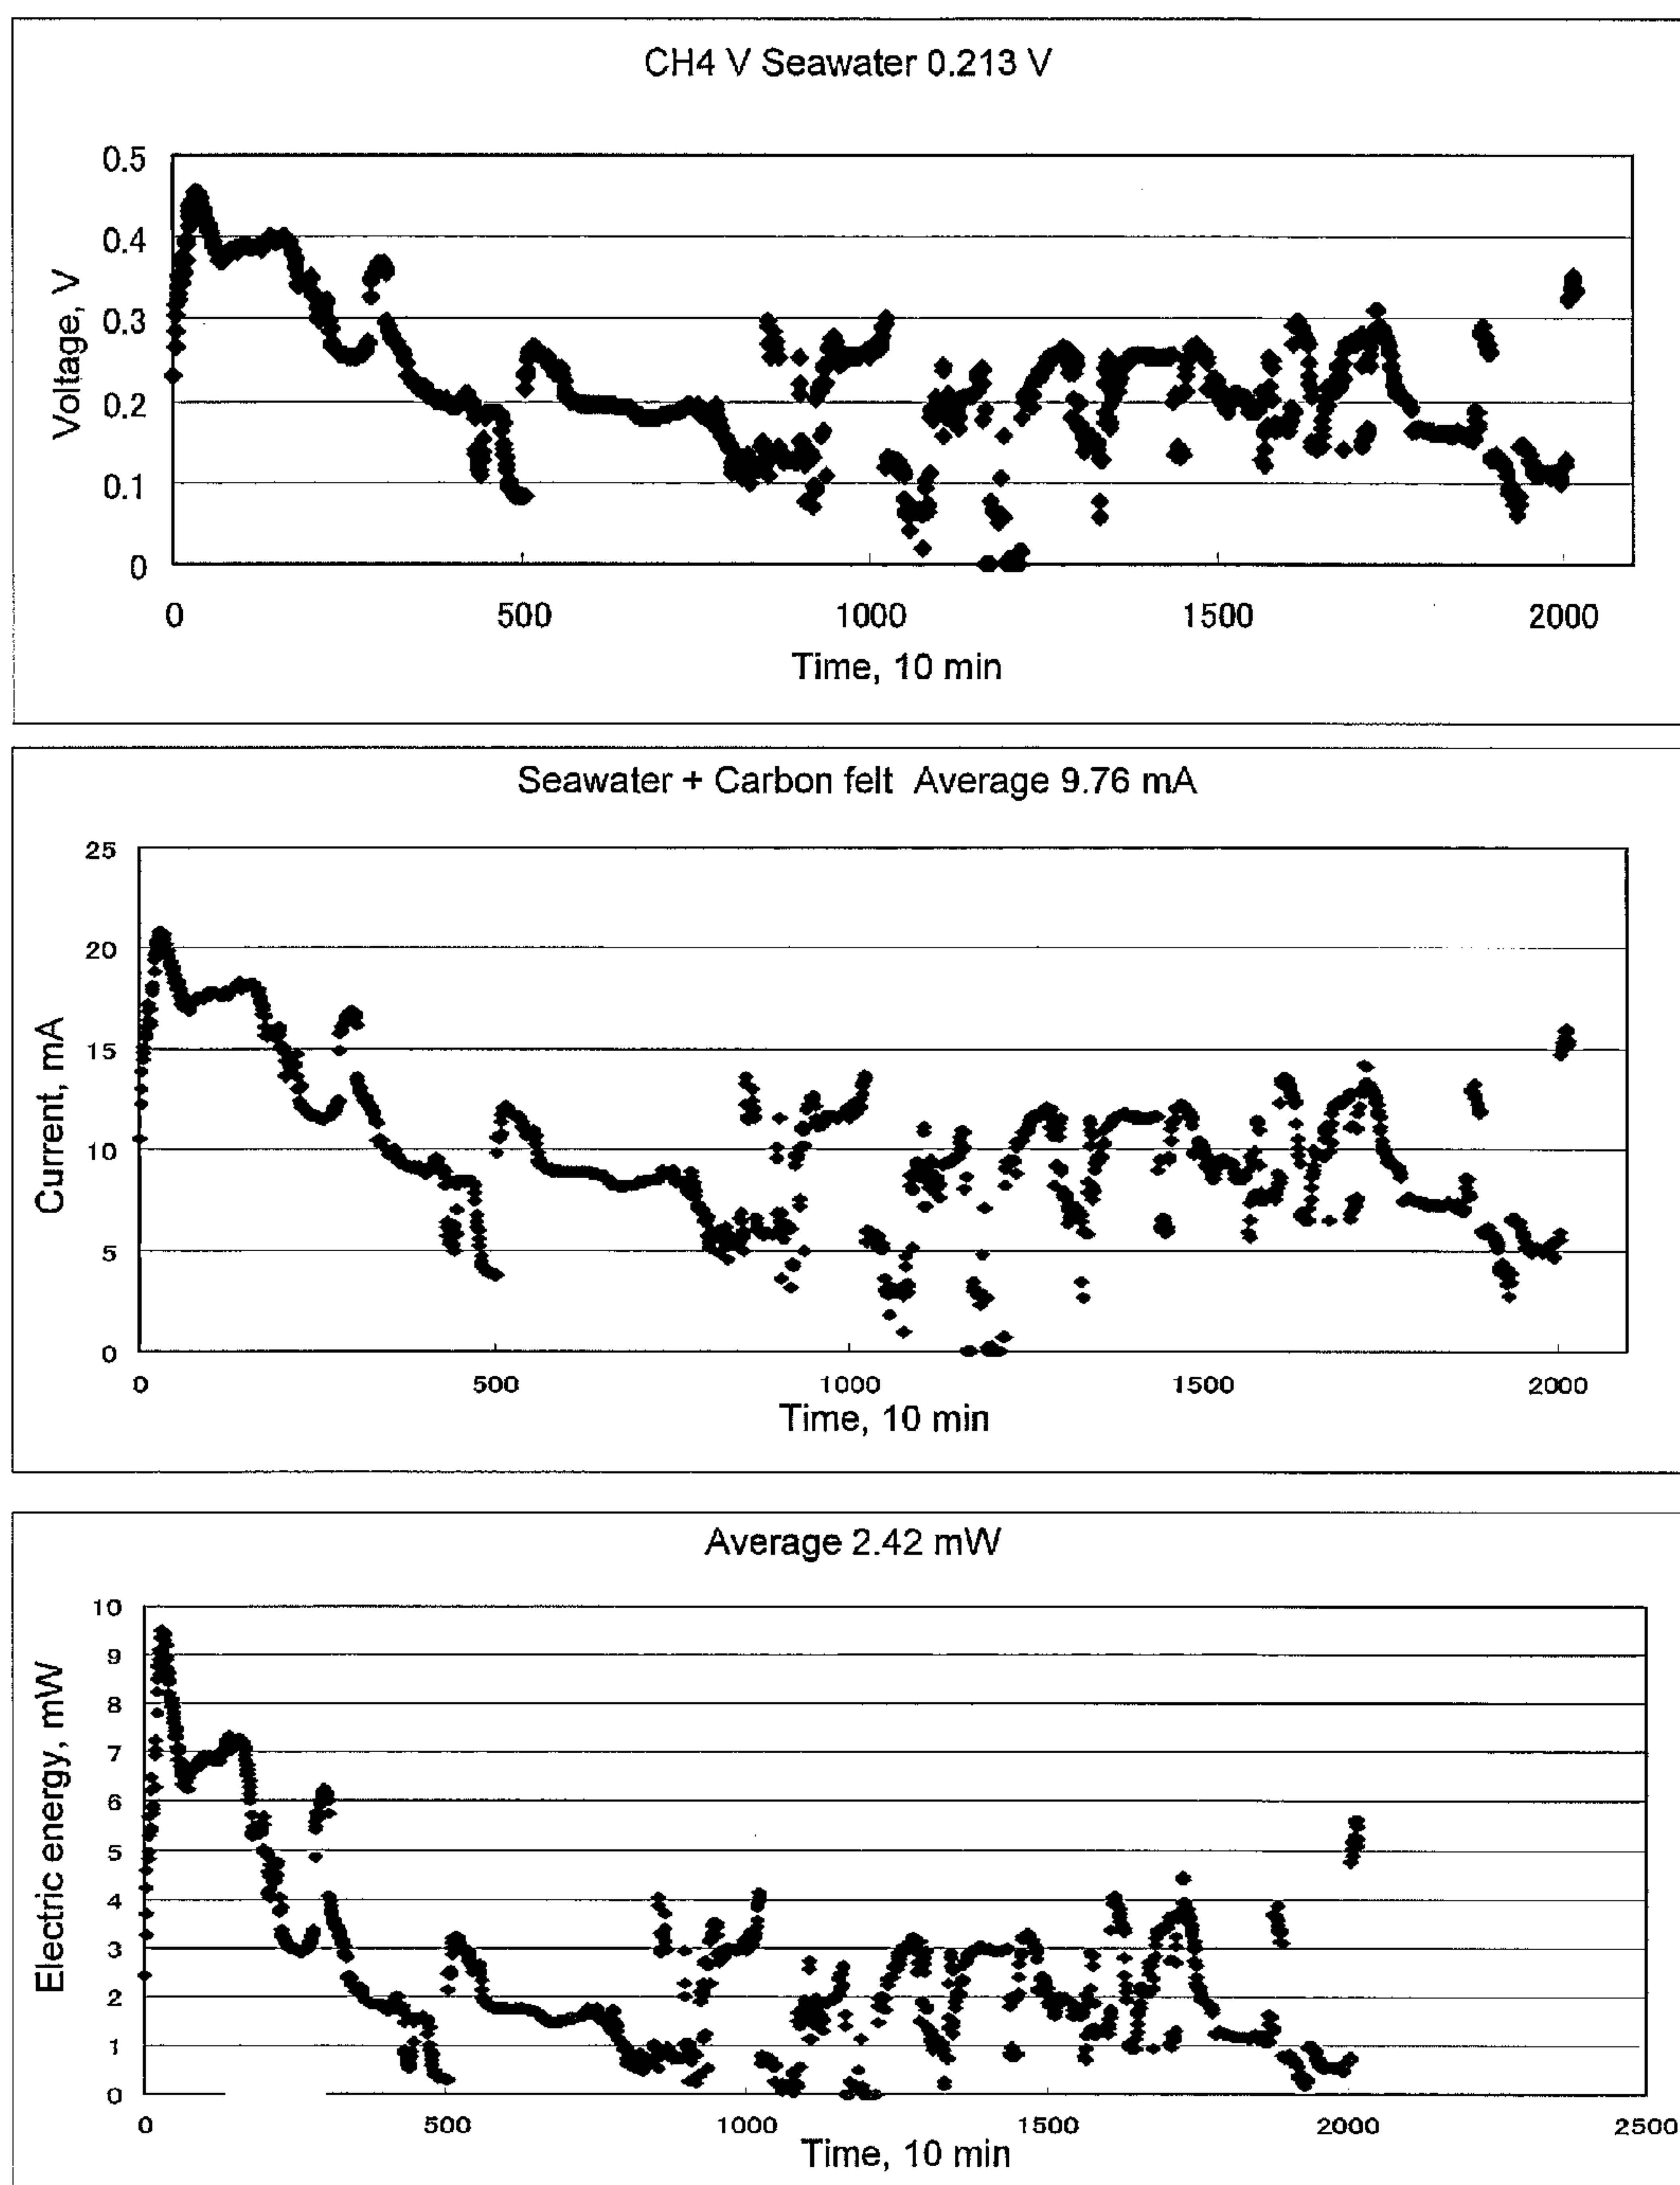 CH4 V Seawater 0.213 V
0.5
0.4
0.3
0.2
0.1
0
Voltage, V
0 500 1000 1500 2000
Time, 10 min
Seawater + Carbon felt Average 9.76 mA
25
20
15
10
5
0
Current, mA
0 500 1000 1500 2000
Time, 10 min
Average 2.42 mW
10
9
8
7
6
5
4
3
2
1
0
Electric energy, mW
0 500 1000 1500 2000 2500
Time, 10 min